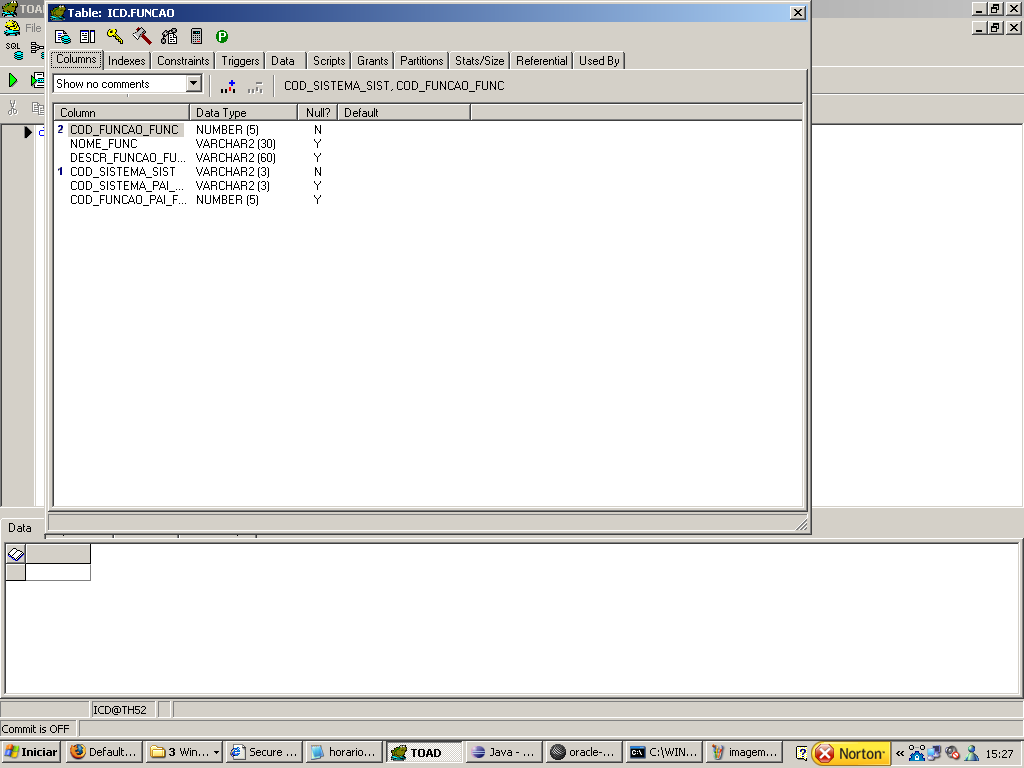 TOAD
Table: ICD.FUNCAO
File
SQL
P
Columns Indexes Constraints Triggers Data Scripts Grants Partitions Stats/Size Referential Used By
Show no comments
COD_SISTEMA_SIST, COD_FUNCAO_FUNC
Column Data Type Null? Default
2 COD_FUNCAO_FUNC NUMBER (5) N
NOME_FUNC VARCHAR2 (30) Y
DESCR_FUNCAO_FU... VARCHAR2 (60) Y
1 COD_SISTEMA_SIST VARCHAR2 (3) N
COD_SISTEMA_PAI_... VARCHAR2 (3) Y
COD_FUNCAO_PAI_F... NUMBER (5) Y
Data
ICD@TH52
Commit is OFF
Iniciar Default... 3 Win... Secure ... horario... TOAD Java - ... oracle-... C:\WIN... imagem... Norton 15:27